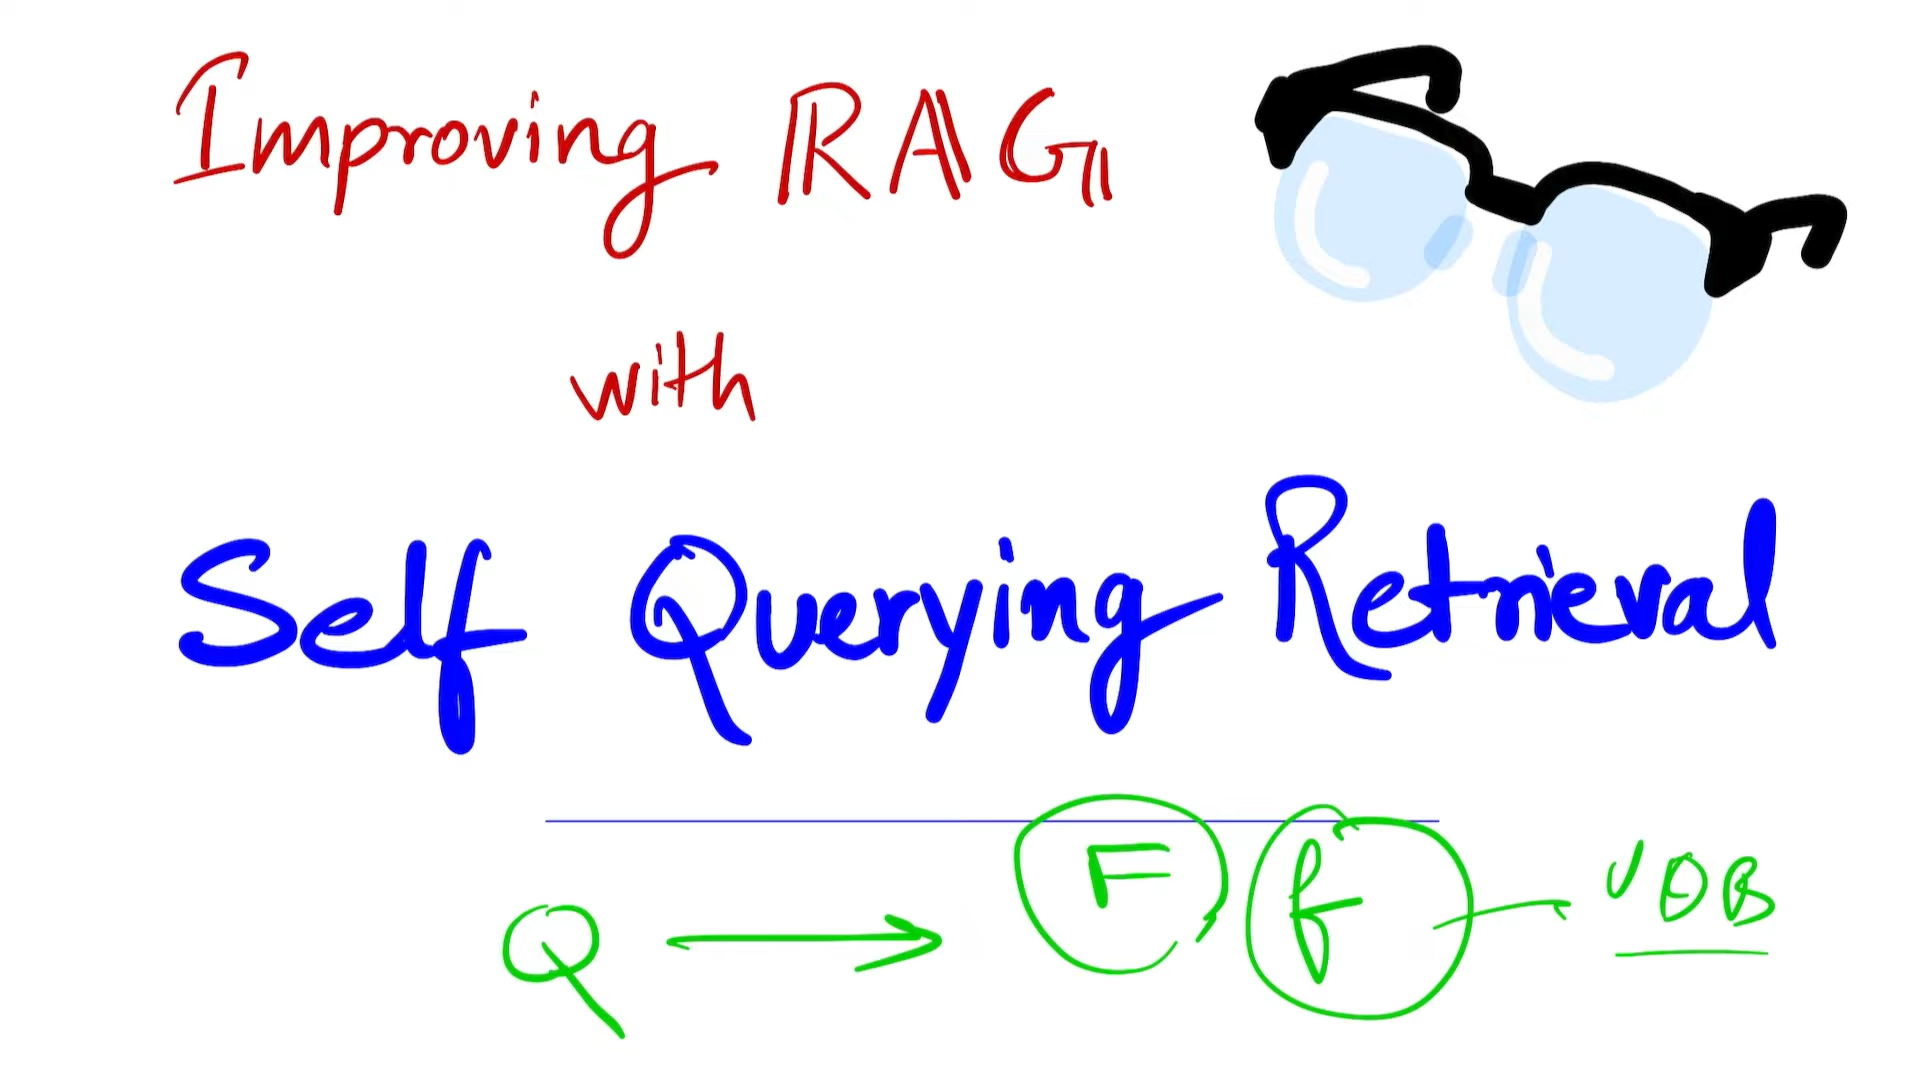 Improving RAG
with
Self Querying Retrieval
Q → F, f — VDB